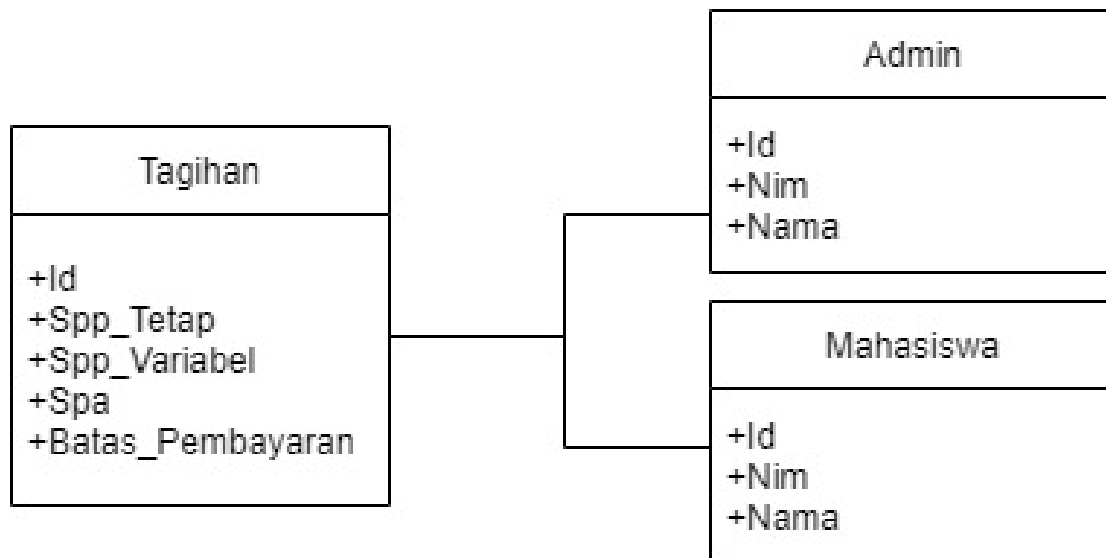 Tagihan
+Id
+Spp_Tetap
+Spp_Variabel
+Spa
+Batas_Pembayaran
Admin
+Id
+Nim
+Nama
Mahasiswa
+Id
+Nim
+Nama